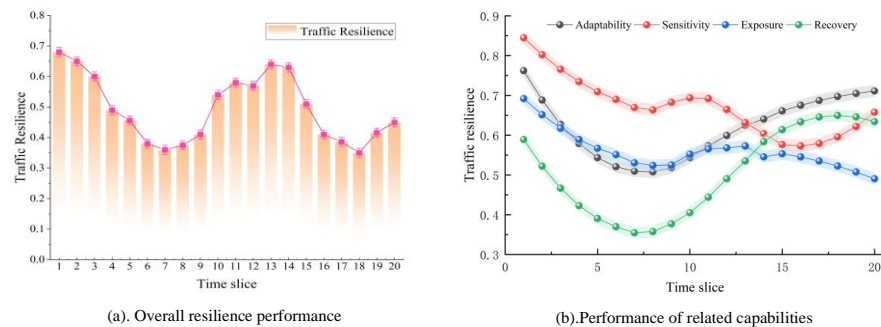 Traffic Resilience
0.8
0.7
0.6
0.5
0.4
0.3
0.2
0.1
0.0
Traffic Resilience
1 2 3 4 5 6 7 8 9 10 11 12 13 14 15 16 17 18 19 20
Time slice
(a). Overall resilience performance
Adaptability Sensitivity Exposure Recovery
0.9
0.8
0.7
0.6
0.5
0.4
0.3
Traffic resilience
0 5 10 15 20
Time slice
(b).Performance of related capabilities